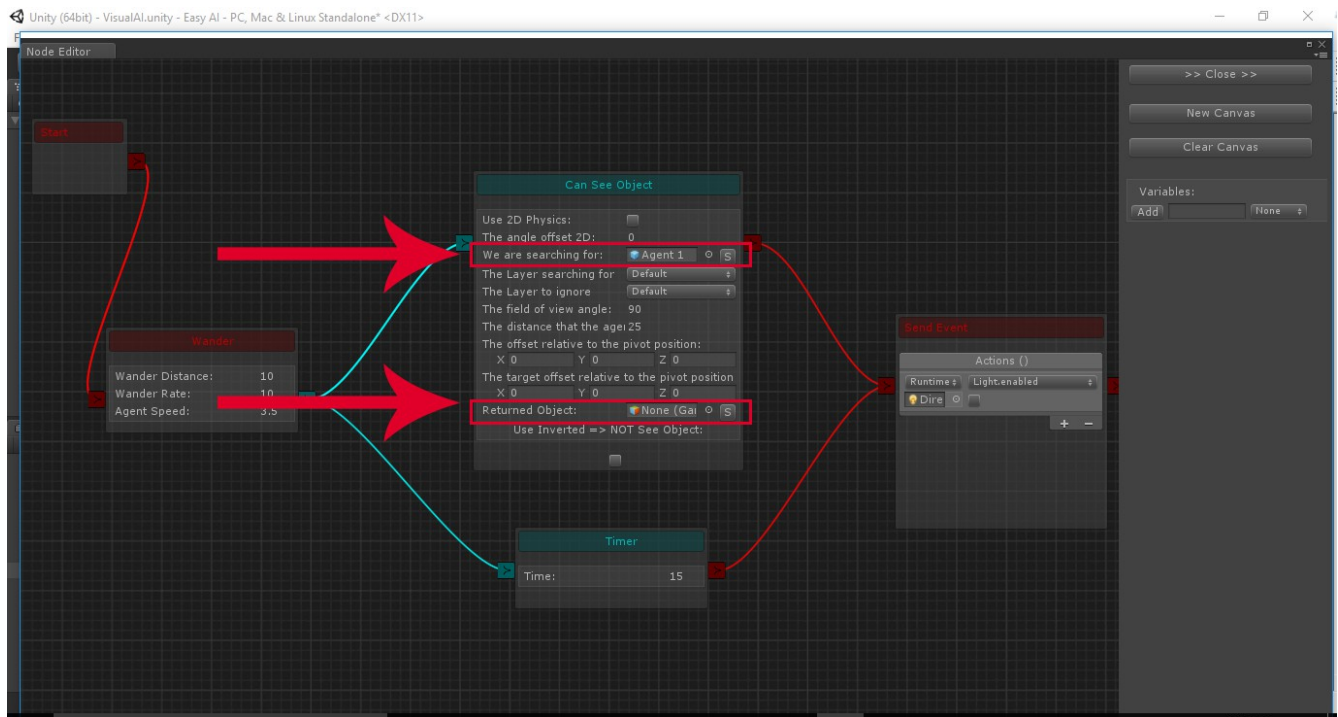 Unity (64bit) - VisualAI.unity - Easy AI - PC, Mac & Linux Standalone* <DX11>
Node Editor
>> Close >>
New Canvas
Clear Canvas
Variables:
Add None
Start
Wander
Wander Distance: 10
Wander Rate: 10
Agent Speed: 3.5
Can See Object
Use 2D Physics:
The angle offset 2D: 0
We are searching for: Agent 1 S
The Layer searching for Default
The Layer to ignore Default
The field of view angle: 90
The distance that the age 25
The offset relative to the pivot position:
X 0 Y 0 Z 0
The target offset relative to the pivot position
X 0 Y 0 Z 0
Returned Object: None (Gai S
Use Inverted => NOT See Object:
Timer
Time: 15
Send Event
Actions ()
Runtime Light.enabled
Dire
+ -